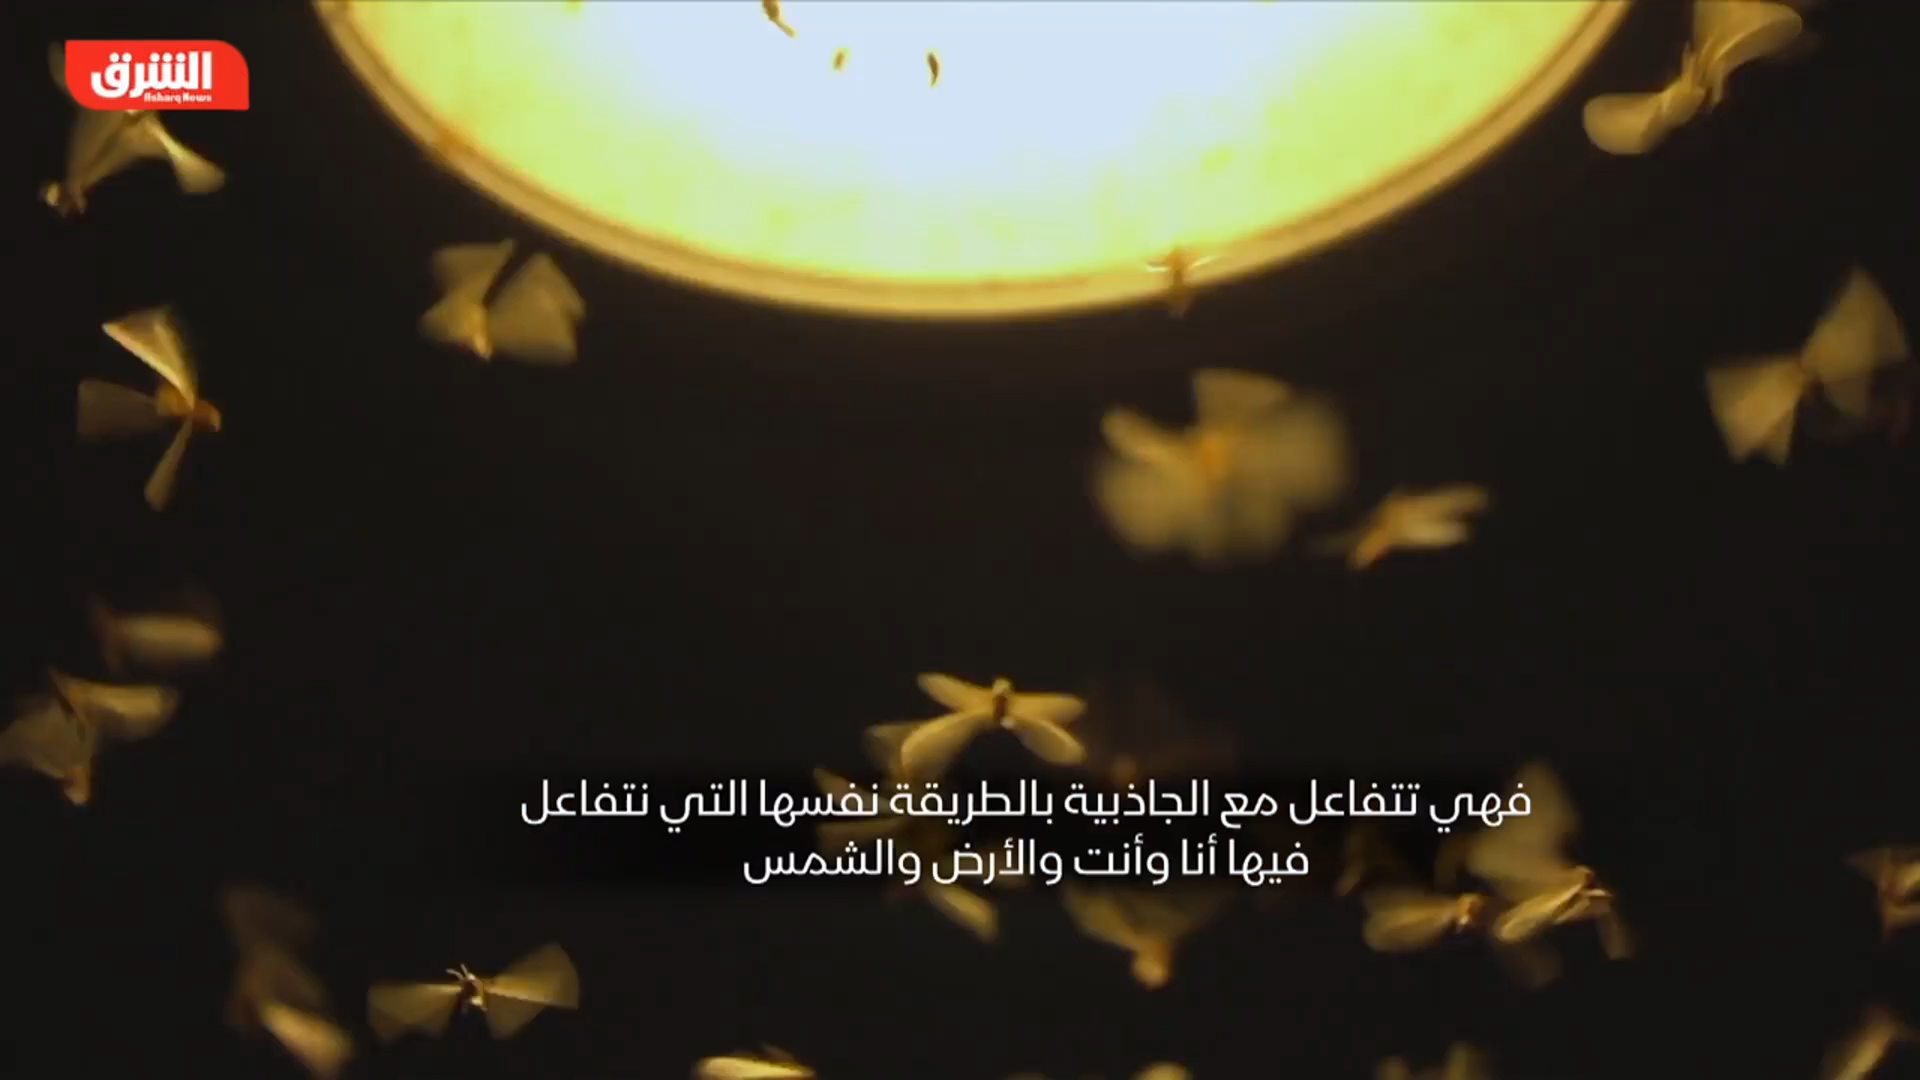 الشرق
Asharq News
فهي تتفاعل مع الجاذبية بالطريقة نفسها التي نتفاعل
فيها أنا وأنت والأرض والشمس